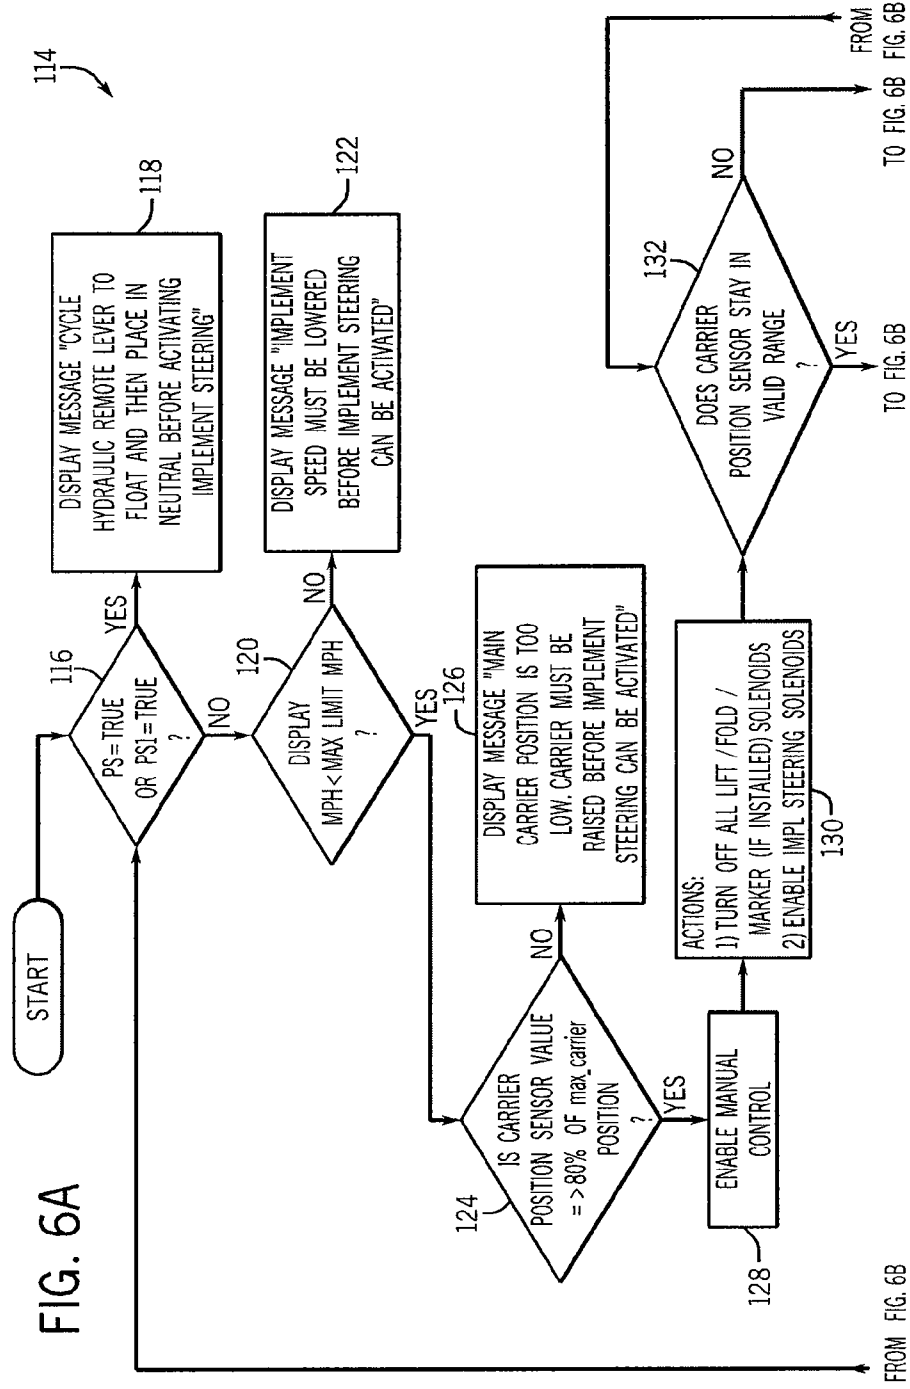 FIG. 6A
114
START
116
PS=TRUE
OR PS1=TRUE
?
YES
NO
118
DISPLAY MESSAGE "CYCLE
HYDRAULIC REMOTE LEVER TO
FLOAT AND THEN PLACE IN
NEUTRAL BEFORE ACTIVATING
IMPLEMENT STEERING"
120
DISPLAY
MPH<MAX LIMIT MPH
?
NO
YES
122
DISPLAY MESSAGE "IMPLEMENT
SPEED MUST BE LOWERED
BEFORE IMPLEMENT STEERING
CAN BE ACTIVATED"
124
IS CARRIER
POSITION SENSOR VALUE
=>80% OF max_carrier
POSITION
?
NO
YES
126
DISPLAY MESSAGE "MAIN
CARRIER POSITION IS TOO
LOW. CARRIER MUST BE
RAISED BEFORE IMPLEMENT
STEERING CAN BE ACTIVATED"
ENABLE MANUAL
CONTROL
128
ACTIONS:
1) TURN OFF ALL LIFT/FOLD/
MARKER (IF INSTALLED) SOLENOIDS
2) ENABLE IMPL STEERING SOLENOIDS
130
132
DOES CARRIER
POSITION SENSOR STAY IN
VALID RANGE
?
NO
YES
FROM FIG. 6B
TO FIG. 6B
TO FIG. 6B
FROM
FIG. 6B